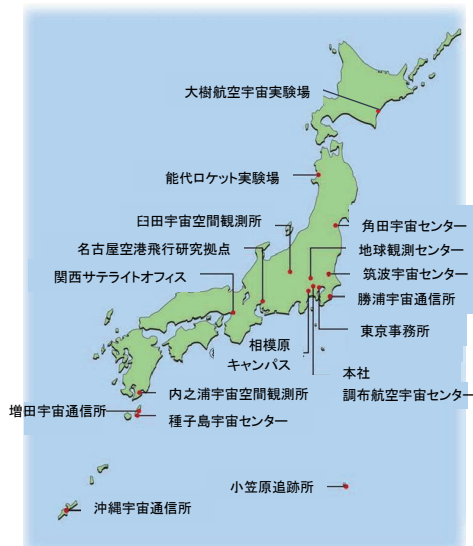 大樹航空宇宙実験場
能代ロケット実験場
臼田宇宙空間観測所
角田宇宙センター
名古屋空港飛行研究拠点
地球観測センター
関西サテライトオフィス
筑波宇宙センター
勝浦宇宙通信所
東京事務所
相模原
キャンパス
本社
調布航空宇宙センター
内之浦宇宙空間観測所
増田宇宙通信所
種子島宇宙センター
小笠原追跡所
沖縄宇宙通信所